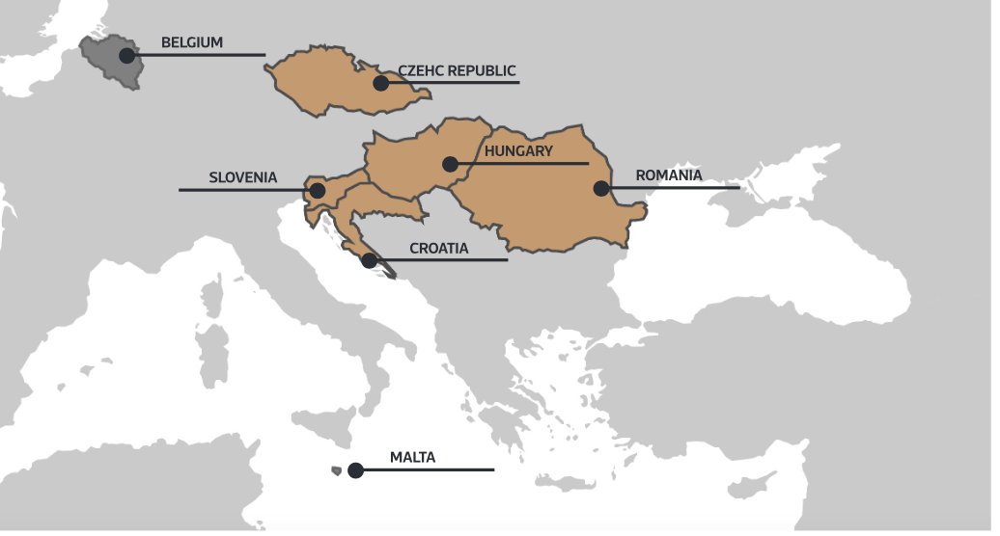 BELGIUM
CZEHC REPUBLIC
HUNGARY
SLOVENIA
ROMANIA
CROATIA
MALTA